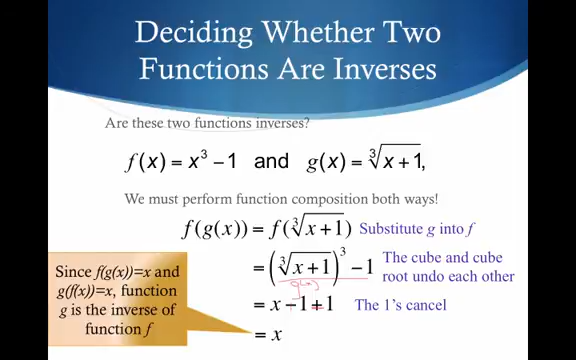 Deciding Whether Two
Functions Are Inverses
Are these two functions inverses?
f(x) = x³ − 1 and g(x) = ∛(x + 1),
We must perform function composition both ways!
f(g(x)) = f(∛(x + 1)) Substitute g into f
= (∛(x + 1))³ − 1 The cube and cube
root undo each other
g(x)
= x − 1 + 1 The 1's cancel
= x
Since f(g(x))=x and
g(f(x))=x, function
g is the inverse of
function f